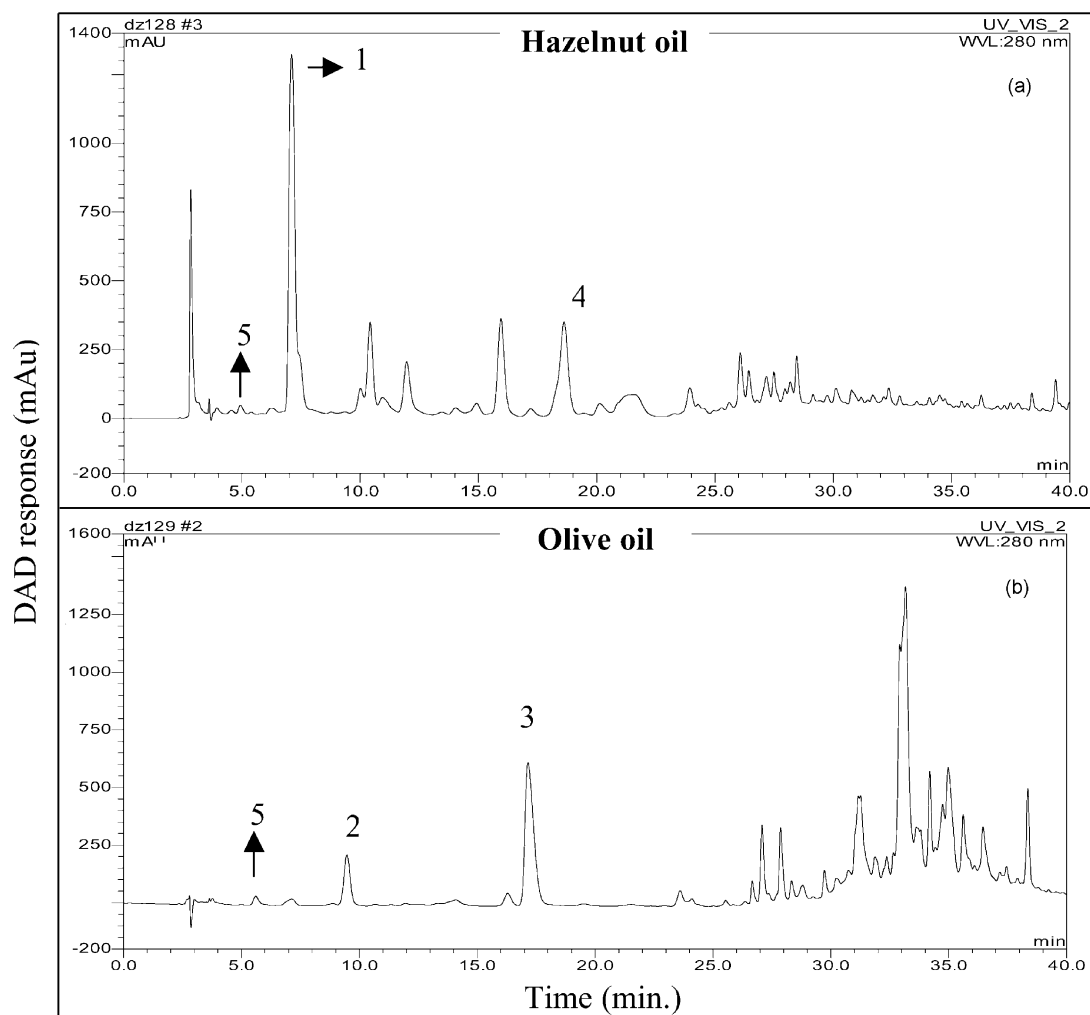 dz128 #3 Hazelnut oil UV_VIS_2
mAU WVL:280 nm
(a)
1400
1000
750
500
250
0
-200
1
5
4
min
0.0 5.0 10.0 15.0 20.0 25.0 30.0 35.0 40.0
DAD response (mAu)
dz129 #2 Olive oil UV_VIS_2
mAU WVL:280 nm
(b)
1600
1250
1000
750
500
250
-200
5
2
3
min
0.0 5.0 10.0 15.0 20.0 25.0 30.0 35.0 40.0
Time (min.)